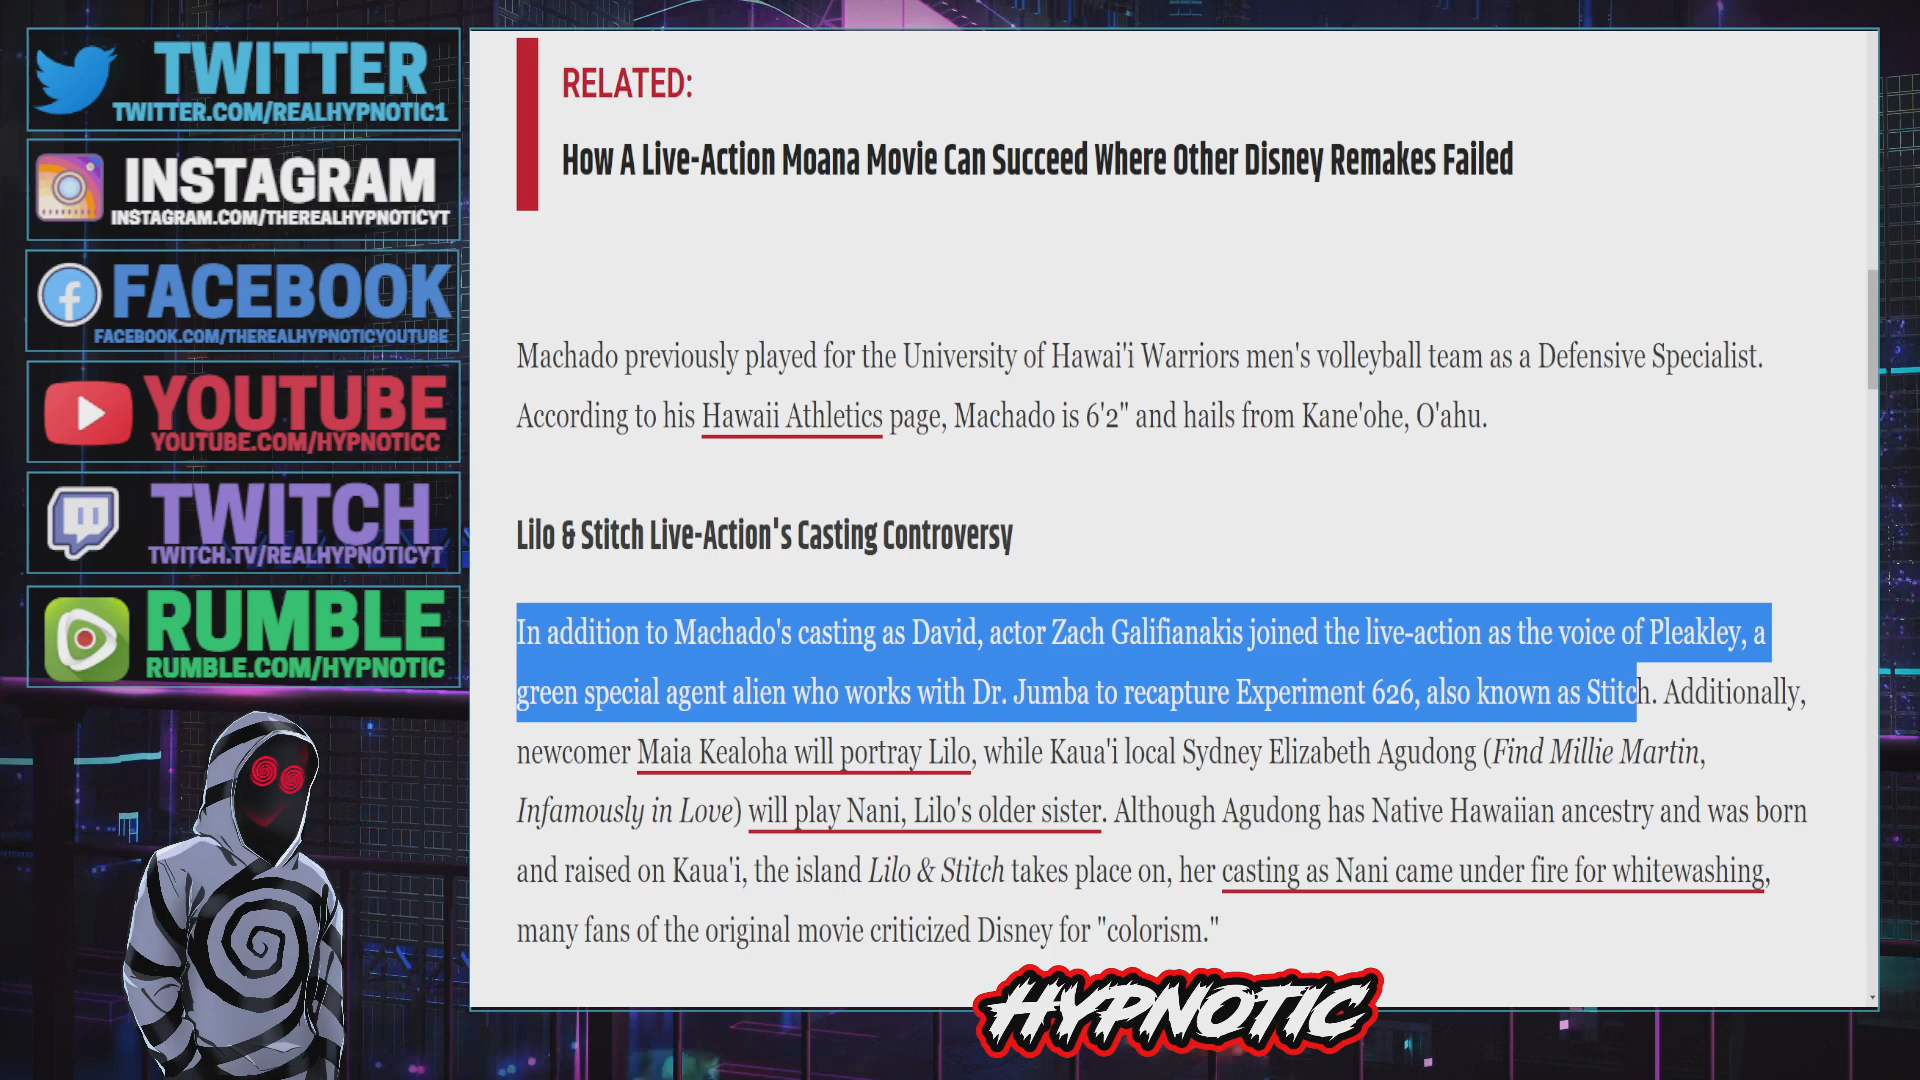 TWITTER
TWITTER.COM/REALHYPNOTIC1
INSTAGRAM
INSTAGRAM.COM/THEREALHYPNOTICYT
FACEBOOK
FACEBOOK.COM/THEREALHYPNOTICYOUTUBE
YOUTUBE
YOUTUBE.COM/HYPNOTICC
TWITCH
TWITCH.TV/REALHYPNOTICYT
RUMBLE
RUMBLE.COM/HYPNOTIC
RELATED:
How A Live-Action Moana Movie Can Succeed Where Other Disney Remakes Failed
Machado previously played for the University of Hawai'i Warriors men's volleyball team as a Defensive Specialist.
According to his Hawaii Athletics page, Machado is 6'2" and hails from Kane'ohe, O'ahu.
Lilo & Stitch Live-Action's Casting Controversy
In addition to Machado's casting as David, actor Zach Galifianakis joined the live-action as the voice of Pleakley, a
green special agent alien who works with Dr. Jumba to recapture Experiment 626, also known as Stitch. Additionally,
newcomer Maia Kealoha will portray Lilo, while Kaua'i local Sydney Elizabeth Agudong (Find Millie Martin,
Infamously in Love) will play Nani, Lilo's older sister. Although Agudong has Native Hawaiian ancestry and was born
and raised on Kaua'i, the island Lilo & Stitch takes place on, her casting as Nani came under fire for whitewashing,
many fans of the original movie criticized Disney for "colorism."
HYPNOTIC